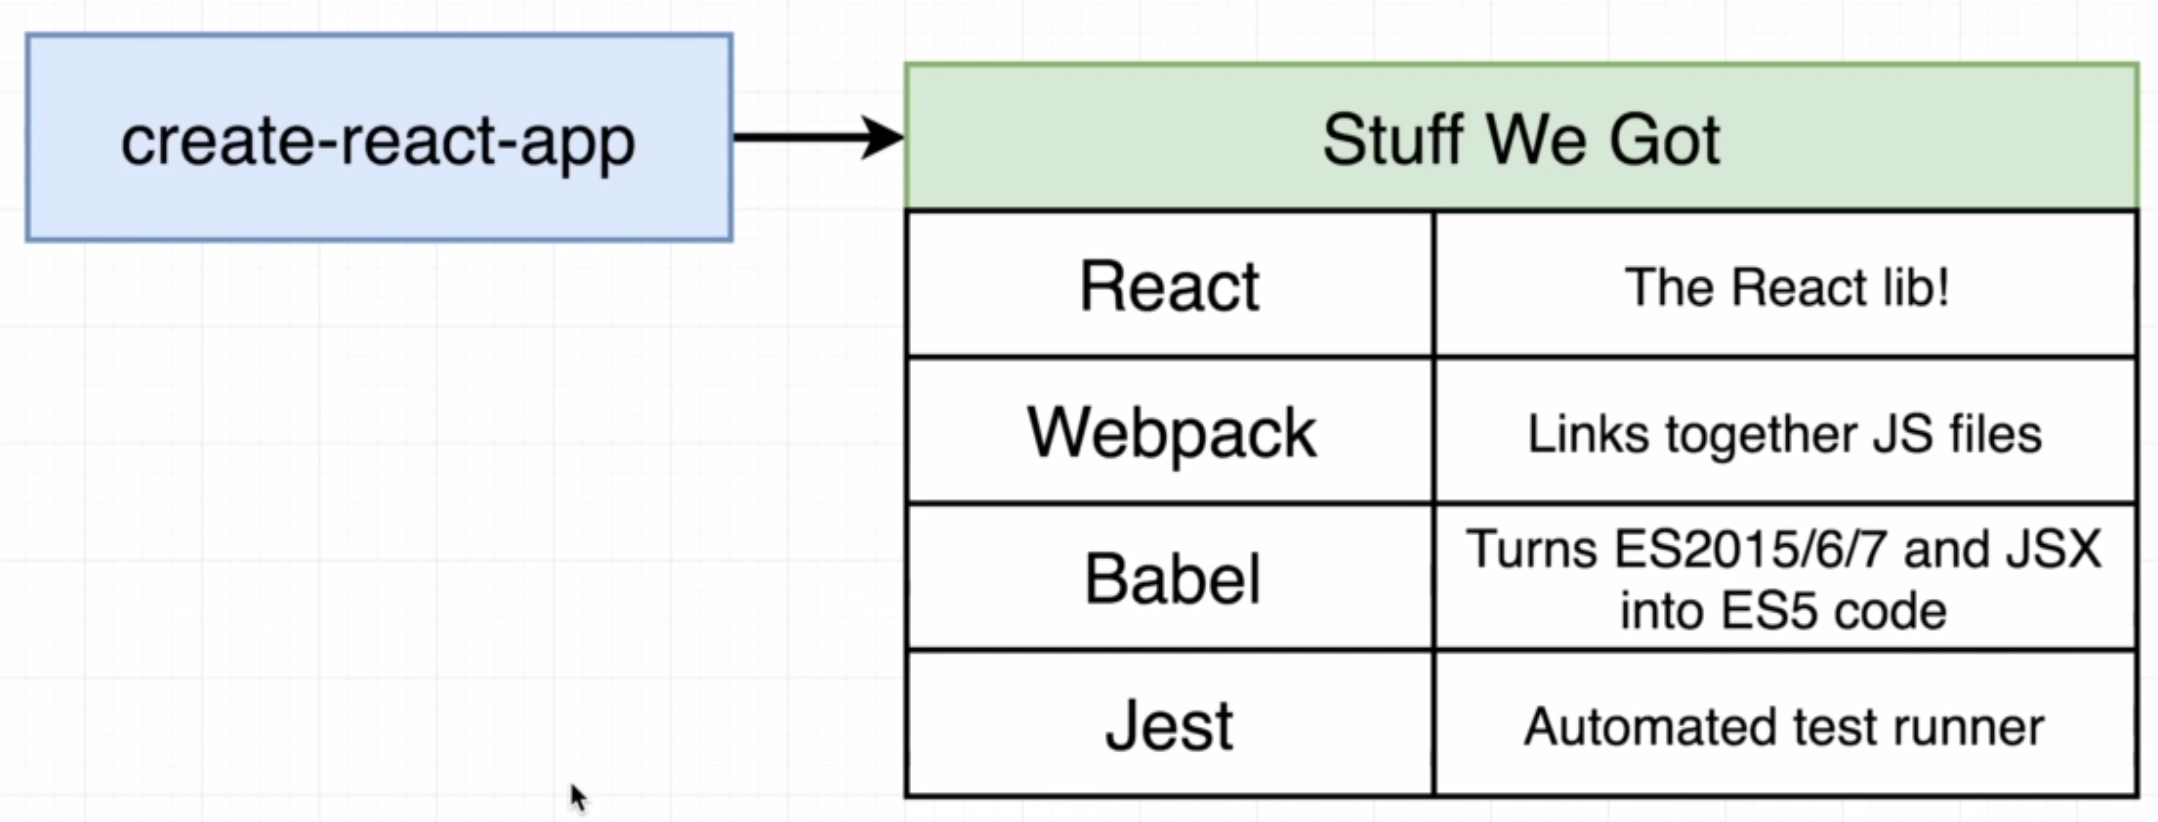 create-react-app
Stuff We Got
React
The React lib!
Webpack
Links together JS files
Babel
Turns ES2015/6/7 and JSX
into ES5 code
Jest
Automated test runner